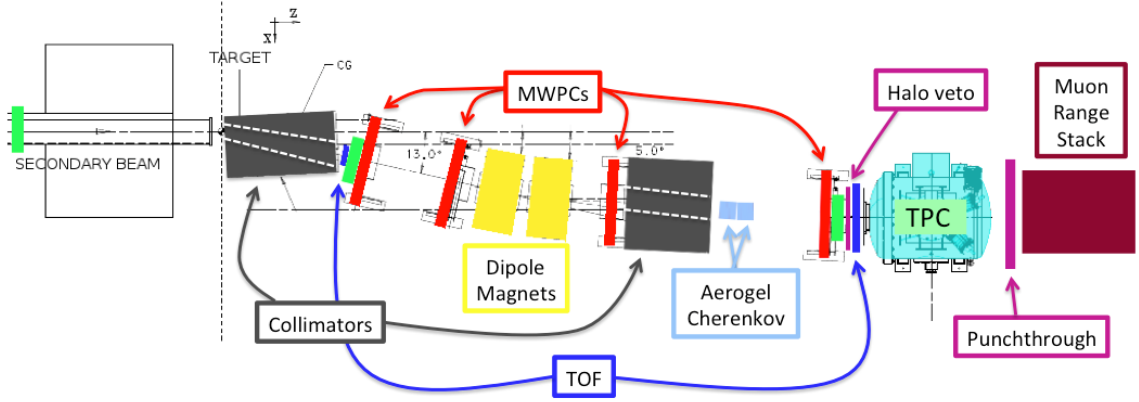 z
x
TARGET
CG
SECONDARY BEAM
13.0°
5.0°
MWPCs
Halo veto
Muon
Range
Stack
TPC
Dipole
Magnets
Aerogel
Cherenkov
Collimators
Punchthrough
TOF